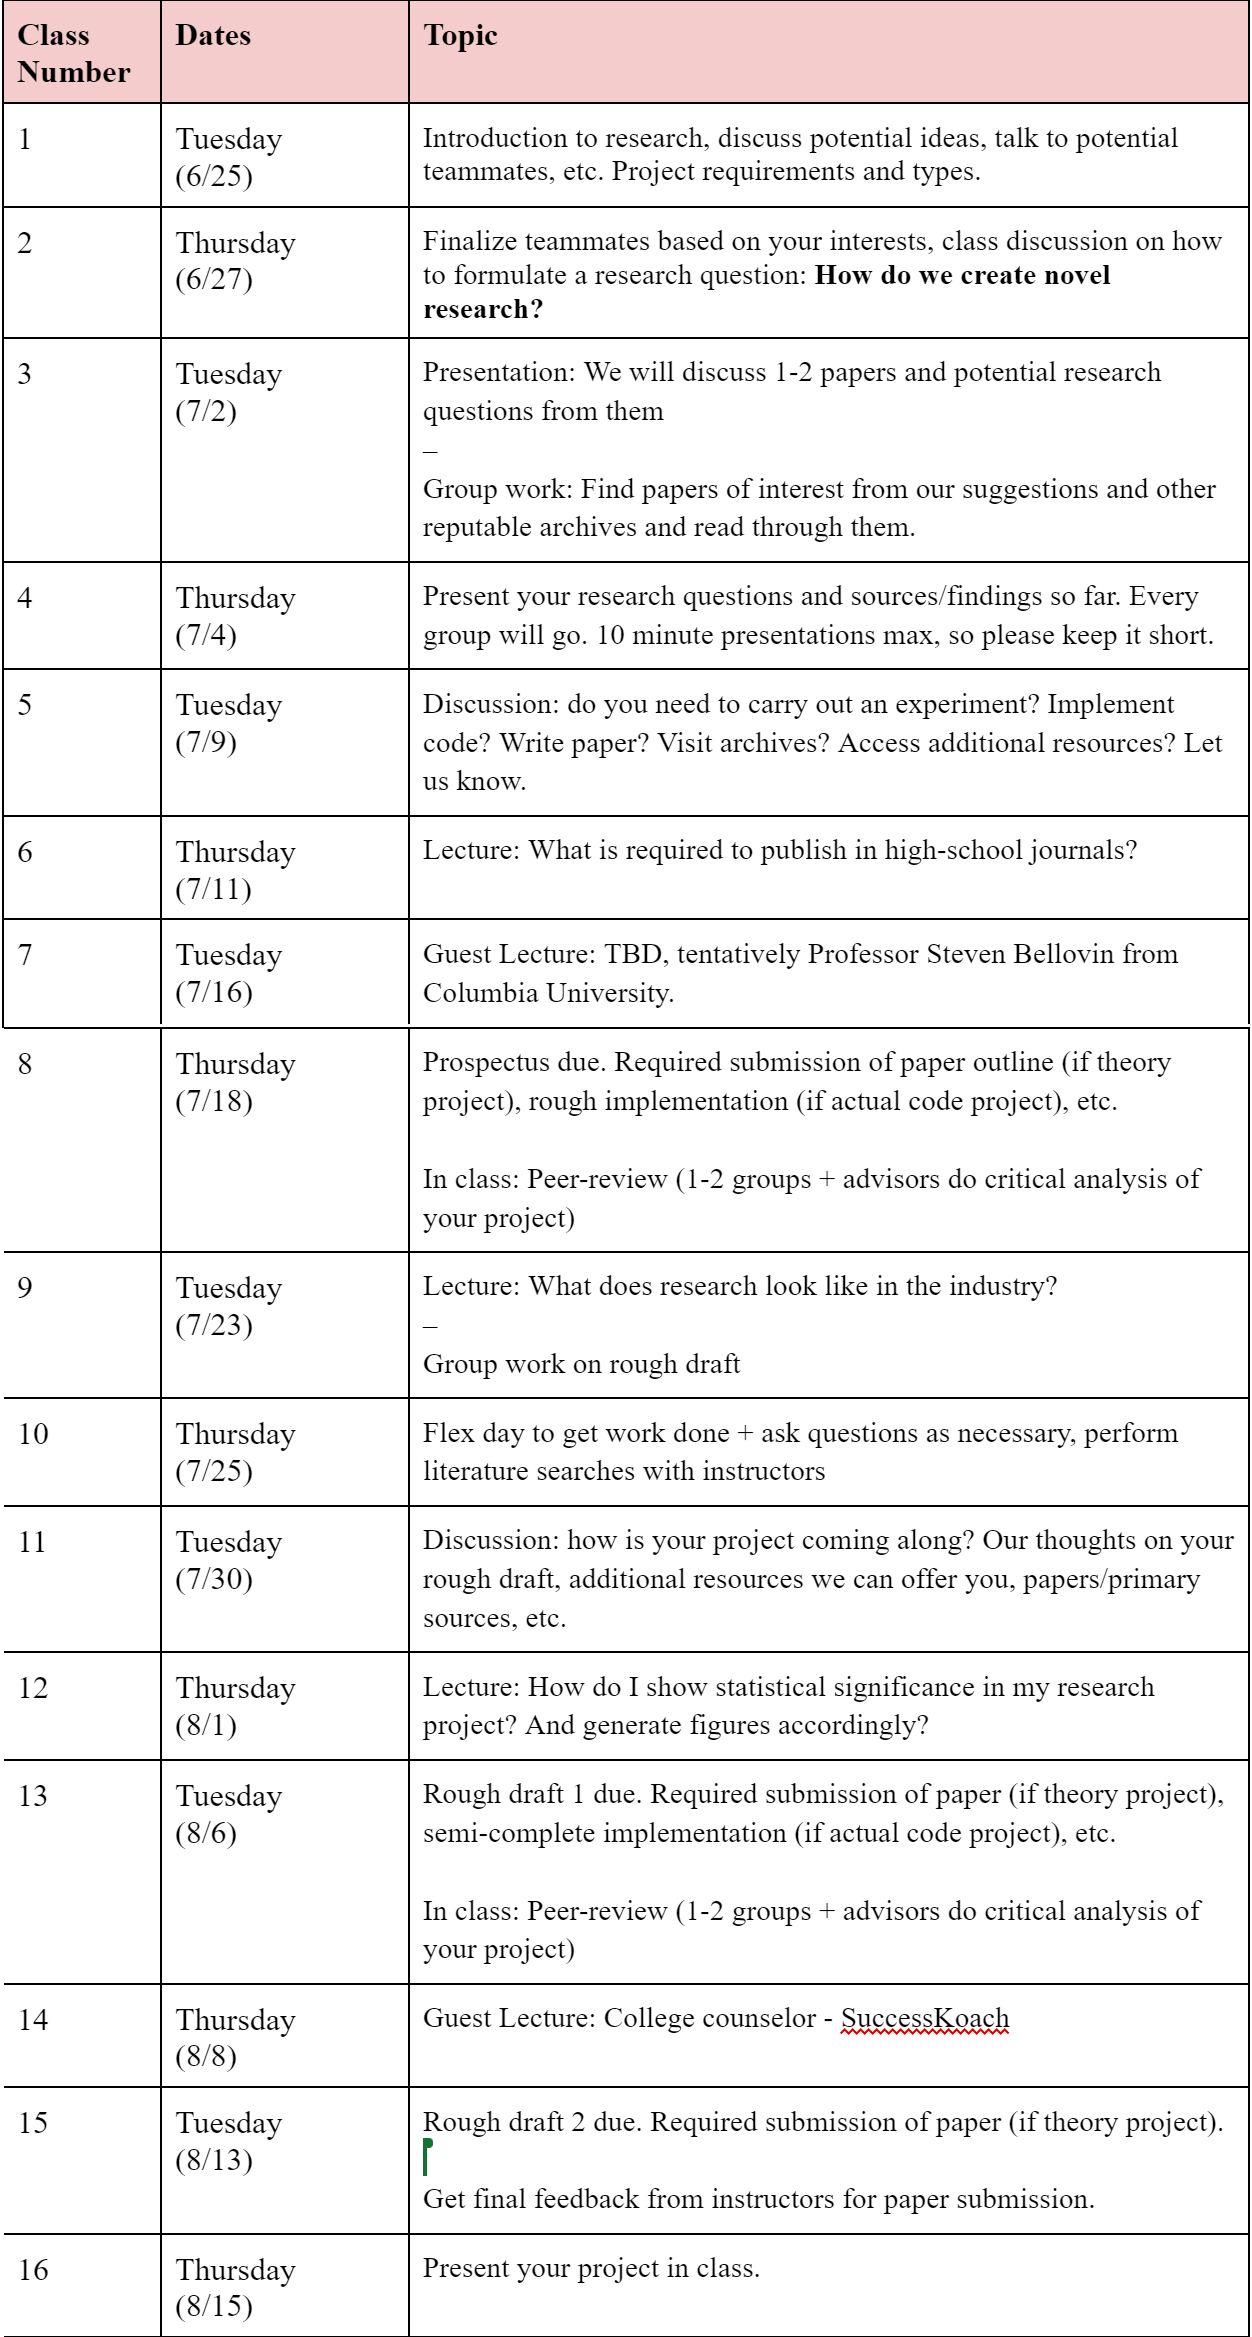 Class Number
Dates
Topic
1
Tuesday
(6/25)
Introduction to research, discuss potential ideas, talk to potential
teammates, etc. Project requirements and types.
2
Thursday
(6/27)
Finalize teammates based on your interests, class discussion on how
to formulate a research question: How do we create novel
research?
3
Tuesday
(7/2)
Presentation: We will discuss 1-2 papers and potential research
questions from them
–
Group work: Find papers of interest from our suggestions and other
reputable archives and read through them.
4
Thursday
(7/4)
Present your research questions and sources/findings so far. Every
group will go. 10 minute presentations max, so please keep it short.
5
Tuesday
(7/9)
Discussion: do you need to carry out an experiment? Implement
code? Write paper? Visit archives? Access additional resources? Let
us know.
6
Thursday
(7/11)
Lecture: What is required to publish in high-school journals?
7
Tuesday
(7/16)
Guest Lecture: TBD, tentatively Professor Steven Bellovin from
Columbia University.
8
Thursday
(7/18)
Prospectus due. Required submission of paper outline (if theory
project), rough implementation (if actual code project), etc.
In class: Peer-review (1-2 groups + advisors do critical analysis of
your project)
9
Tuesday
(7/23)
Lecture: What does research look like in the industry?
–
Group work on rough draft
10
Thursday
(7/25)
Flex day to get work done + ask questions as necessary, perform
literature searches with instructors
11
Tuesday
(7/30)
Discussion: how is your project coming along? Our thoughts on your
rough draft, additional resources we can offer you, papers/primary
sources, etc.
12
Thursday
(8/1)
Lecture: How do I show statistical significance in my research
project? And generate figures accordingly?
13
Tuesday
(8/6)
Rough draft 1 due. Required submission of paper (if theory project),
semi-complete implementation (if actual code project), etc.
In class: Peer-review (1-2 groups + advisors do critical analysis of
your project)
14
Thursday
(8/8)
Guest Lecture: College counselor - SuccessKoach
15
Tuesday
(8/13)
Rough draft 2 due. Required submission of paper (if theory project).
Get final feedback from instructors for paper submission.
16
Thursday
(8/15)
Present your project in class.